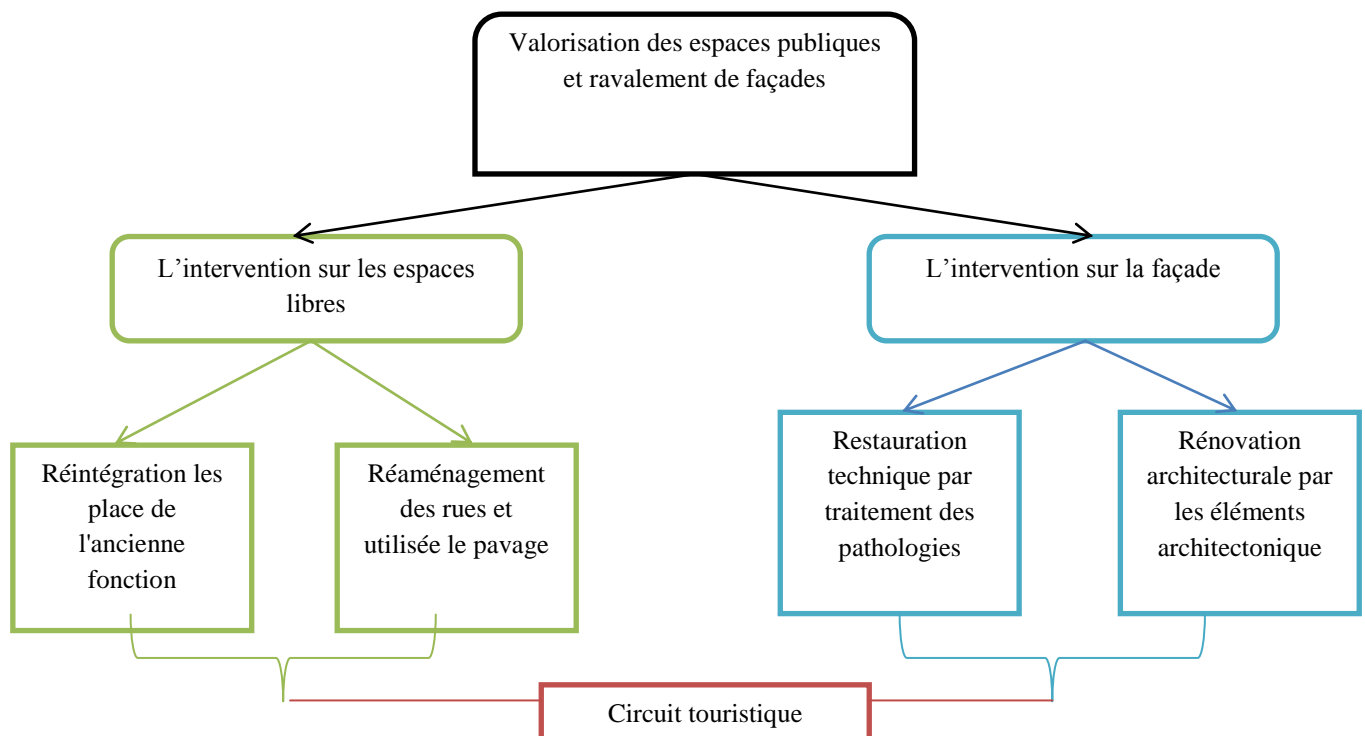 Valorisation des espaces publiques
et ravalement de façades
L'intervention sur les espaces
libres
L'intervention sur la façade
Réintégration les
place de
l'ancienne
fonction
Réaménagement
des rues et
utilisée le pavage
Restauration
technique par
traitement des
pathologies
Rénovation
architecturale par
les éléments
architectonique
Circuit touristique